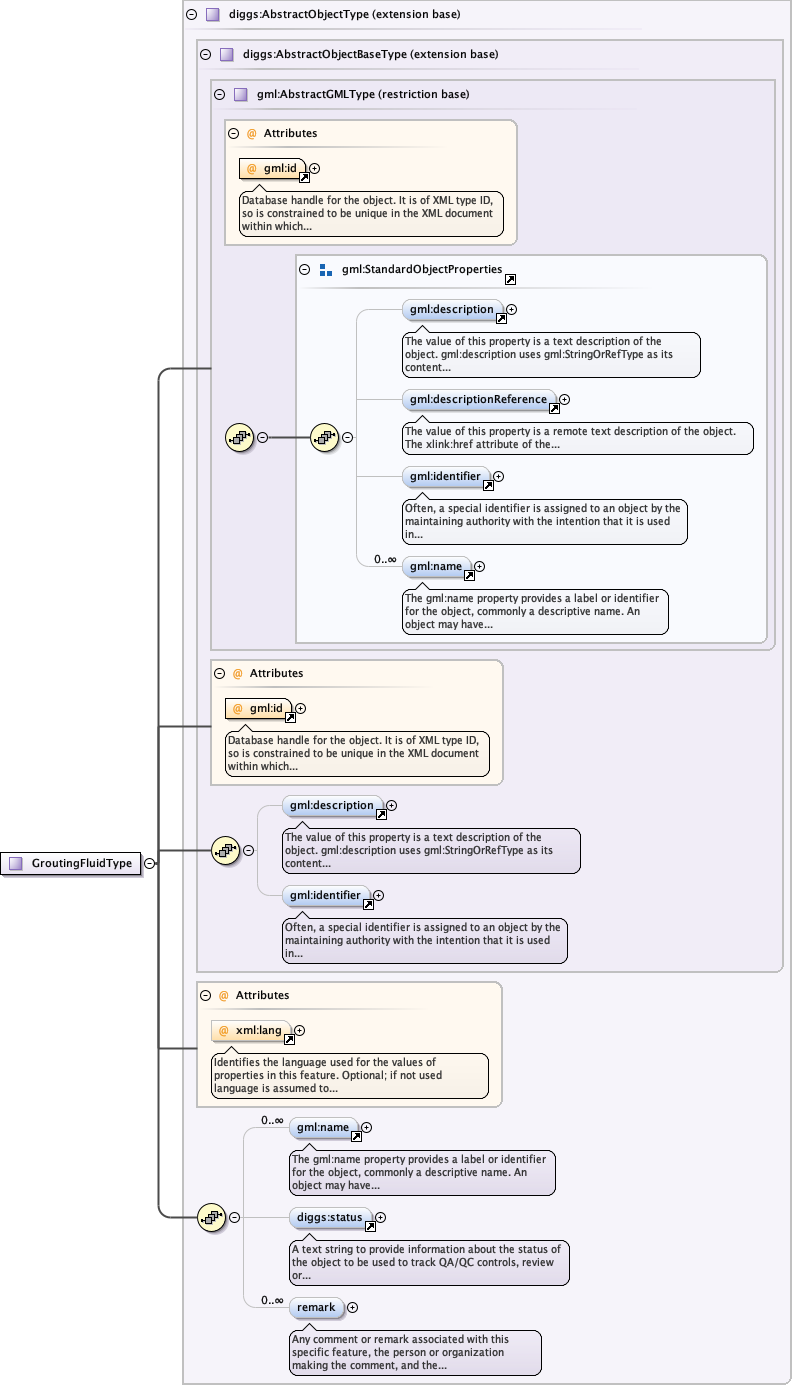 diggs:AbstractObjectType (extension base)
diggs:AbstractObjectBaseType (extension base)
gml:AbstractGMLType (restriction base)
@ Attributes
@ gml:id
Database handle for the object. It is of XML type ID,
so is constrained to be unique in the XML document
within which...
gml:StandardObjectProperties
gml:description
The value of this property is a text description of the
object. gml:description uses gml:StringOrRefType as its
content...
gml:descriptionReference
The value of this property is a remote text description of the object.
The xlink:href attribute of the...
gml:identifier
Often, a special identifier is assigned to an object by the
maintaining authority with the intention that it is used
in...
0..∞
gml:name
The gml:name property provides a label or identifier
for the object, commonly a descriptive name. An
object may have...
@ Attributes
@ gml:id
Database handle for the object. It is of XML type ID,
so is constrained to be unique in the XML document
within which...
gml:description
The value of this property is a text description of the
object. gml:description uses gml:StringOrRefType as its
content...
GroutingFluidType
gml:identifier
Often, a special identifier is assigned to an object by the
maintaining authority with the intention that it is used
in...
@ Attributes
@ xml:lang
Identifies the language used for the values of
properties in this feature. Optional; if not used
language is assumed to...
0..∞
gml:name
The gml:name property provides a label or identifier
for the object, commonly a descriptive name. An
object may have...
diggs:status
A text string to provide information about the status of
the object to be used to track QA/QC controls, review
or...
0..∞
remark
Any comment or remark associated with this
specific feature, the person or organization
making the comment, and the...